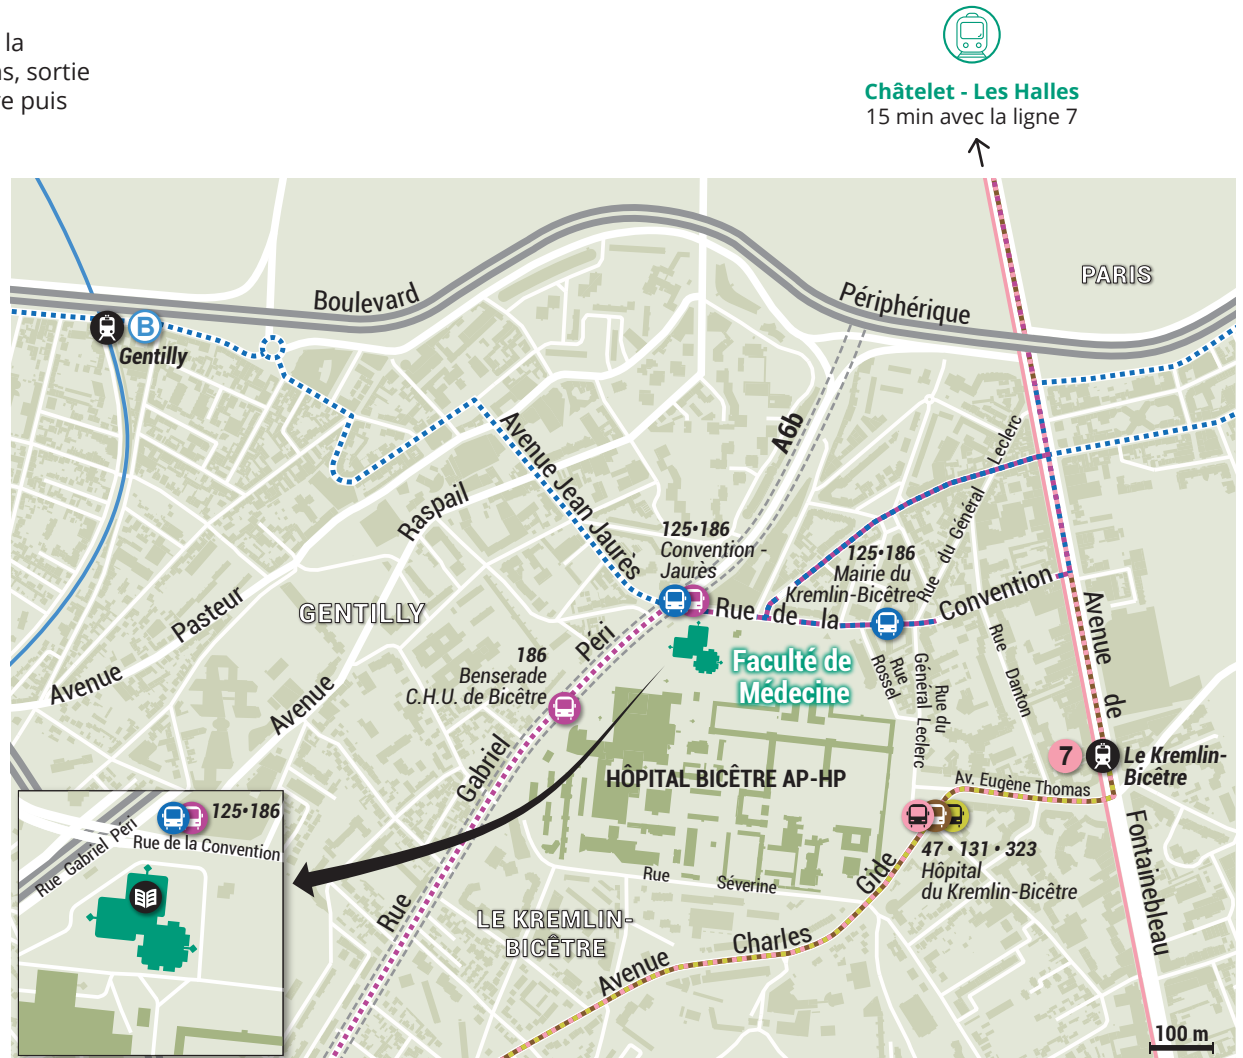 la
s, sortie
e puis
Châtelet - Les Halles
15 min avec la ligne 7
PARIS
Boulevard
Périphérique
B
Gentilly
A6b
Leclerc
Rue du Général
Avenue Jean Jaurès
Raspail
Avenue
Pasteur
Avenue
GENTILLY
125•186
Convention -
Jaurès
125•186
Mairie du
Kremlin-Bicêtre
Rue de la Convention
Avenue de Fontainebleau
Rue Danton
Rue Rossel
Rue du
Général Leclerc
186
Benserade
C.H.U. de Bicêtre
Rue Gabriel Péri
Faculté de
Médecine
HÔPITAL BICÊTRE AP-HP
7
Le Kremlin-
Bicêtre
Av. Eugène Thomas
47 • 131 • 323
Hôpital
du Kremlin-Bicêtre
Rue Séverine
Avenue Charles Gide
LE KREMLIN-
BICÊTRE
125•186
Rue Gabriel Péri
Rue de la Convention
100 m